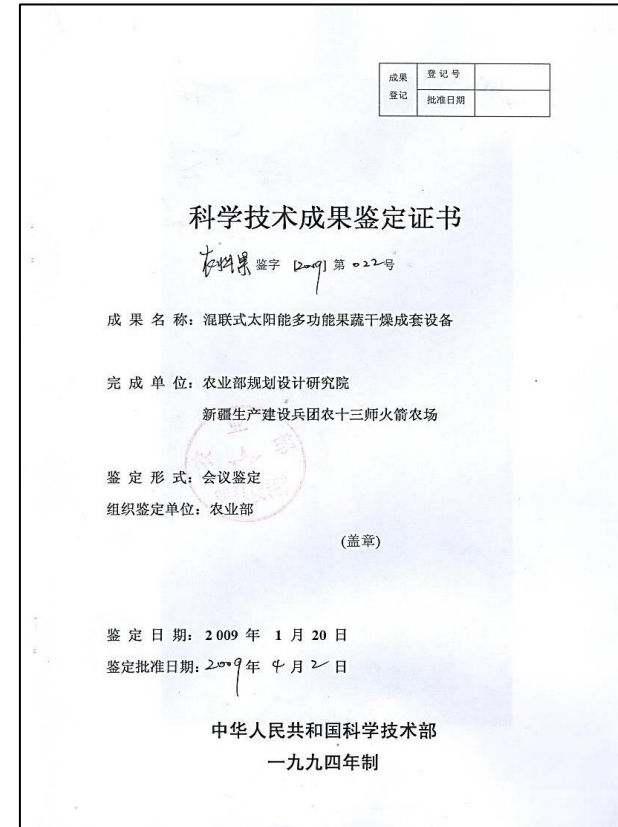 成果登记
登记号
批准日期
科学技术成果鉴定证书
农科果鉴字 [2009] 第 022号
成果名称：混联式太阳能多功能果蔬干燥成套设备
完成单位：农业部规划设计研究院
新疆生产建设兵团农十三师火箭农场
鉴定形式：会议鉴定
组织鉴定单位：农业部
(盖章)
鉴定日期：2009 年 1 月 20 日
鉴定批准日期：2009年 4 月 2 日
中华人民共和国科学技术部
一九九四年制